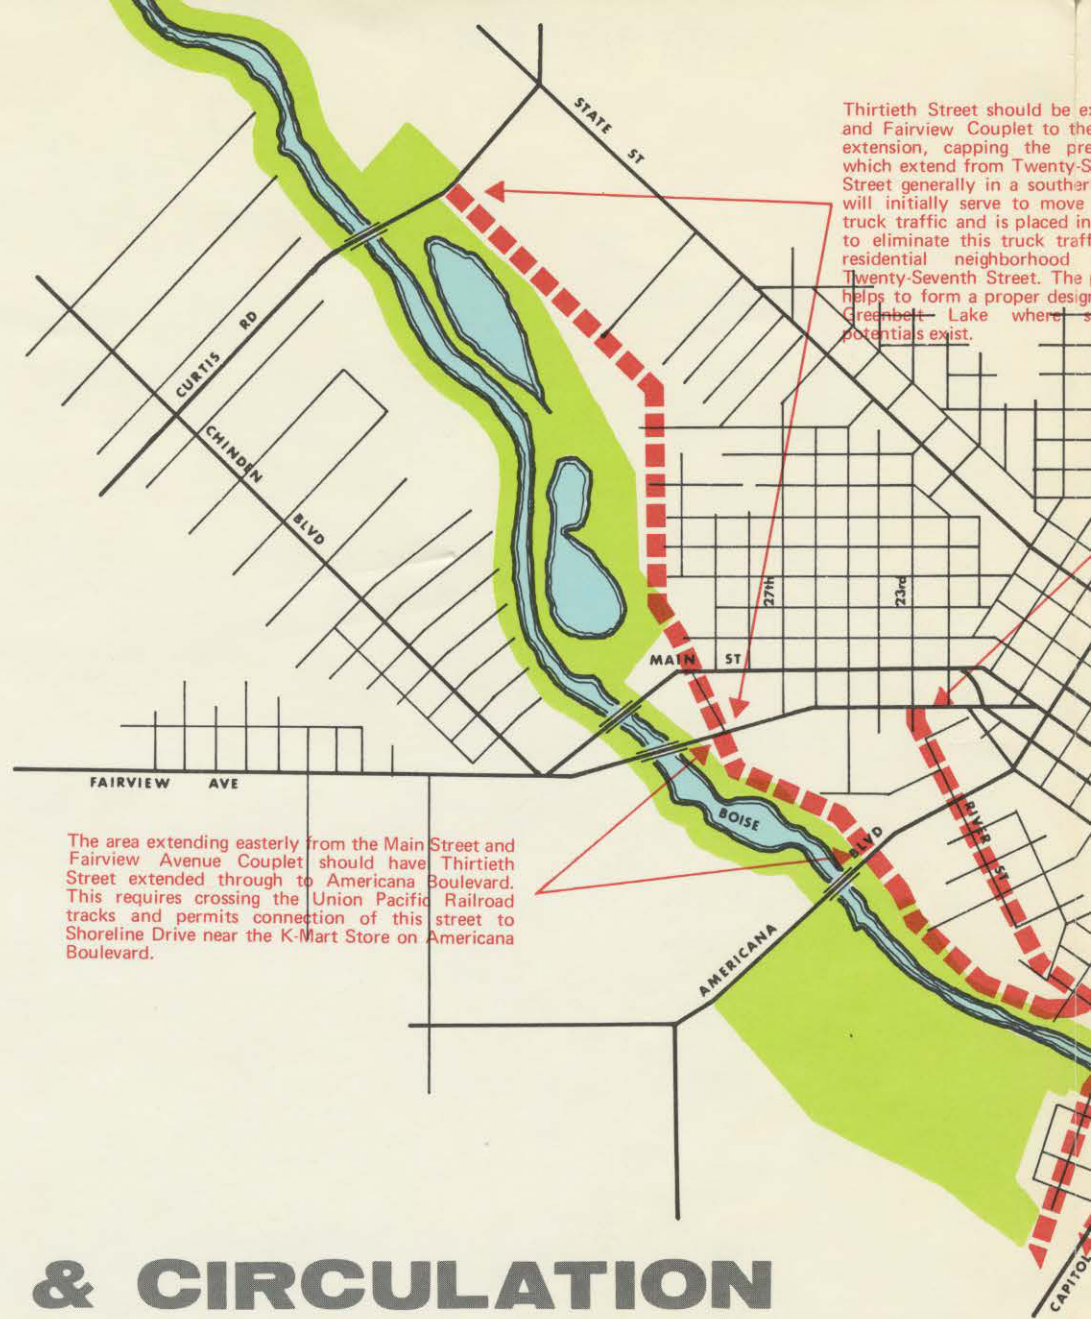 STATE ST
Thirtieth Street should be
and Fairview Couplet to the
extension, capping the
which extend from
Street generally in a
will initially serve to move
truck traffic and is placed in
to eliminate this truck
residential neighborhood
Twenty-Seventh Street. The
helps to form a proper
Greenbelt Lake where
potentials exist.
CURTIS RD
CHINDEN BLVD
27th
23rd
MAIN ST
FAIRVIEW AVE
BOISE
BLVD
RIVER ST
The area extending easterly from the Main Street and
Fairview Avenue Couplet should have Thirtieth
Street extended through to Americana Boulevard.
This requires crossing the Union Pacific Railroad
tracks and permits connection of this street to
Shoreline Drive near the K-Mart Store on Americana
Boulevard.
AMERICANA
CAPITOL
& CIRCULATION